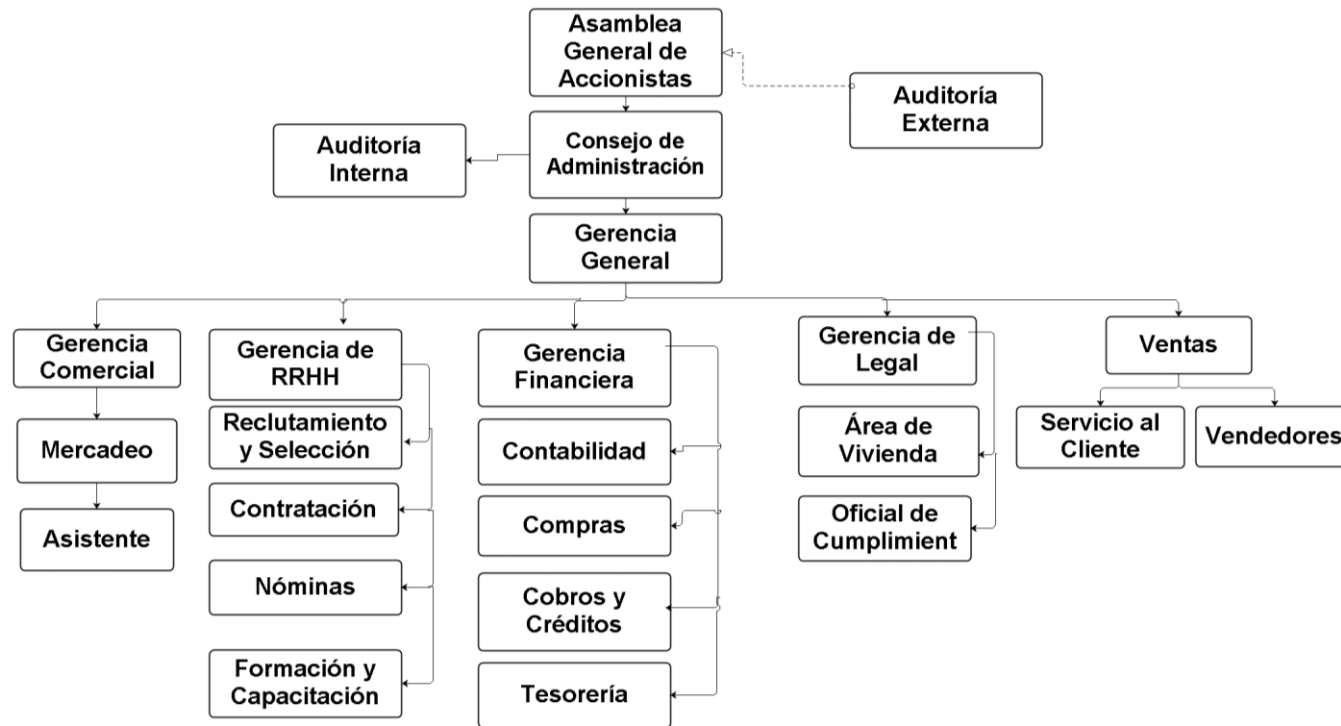 Asamblea
General de
Accionistas
Auditoría
Externa
Auditoría
Interna
Consejo de
Administración
Gerencia
General
Gerencia
Comercial
Gerencia de
RRHH
Gerencia
Financiera
Gerencia de
Legal
Ventas
Mercadeo
Reclutamiento
y Selección
Contabilidad
Área de
Vivienda
Servicio al
Cliente
Vendedores
Asistente
Contratación
Compras
Oficial de
Cumplimient
Nóminas
Cobros y
Créditos
Formación y
Capacitación
Tesorería